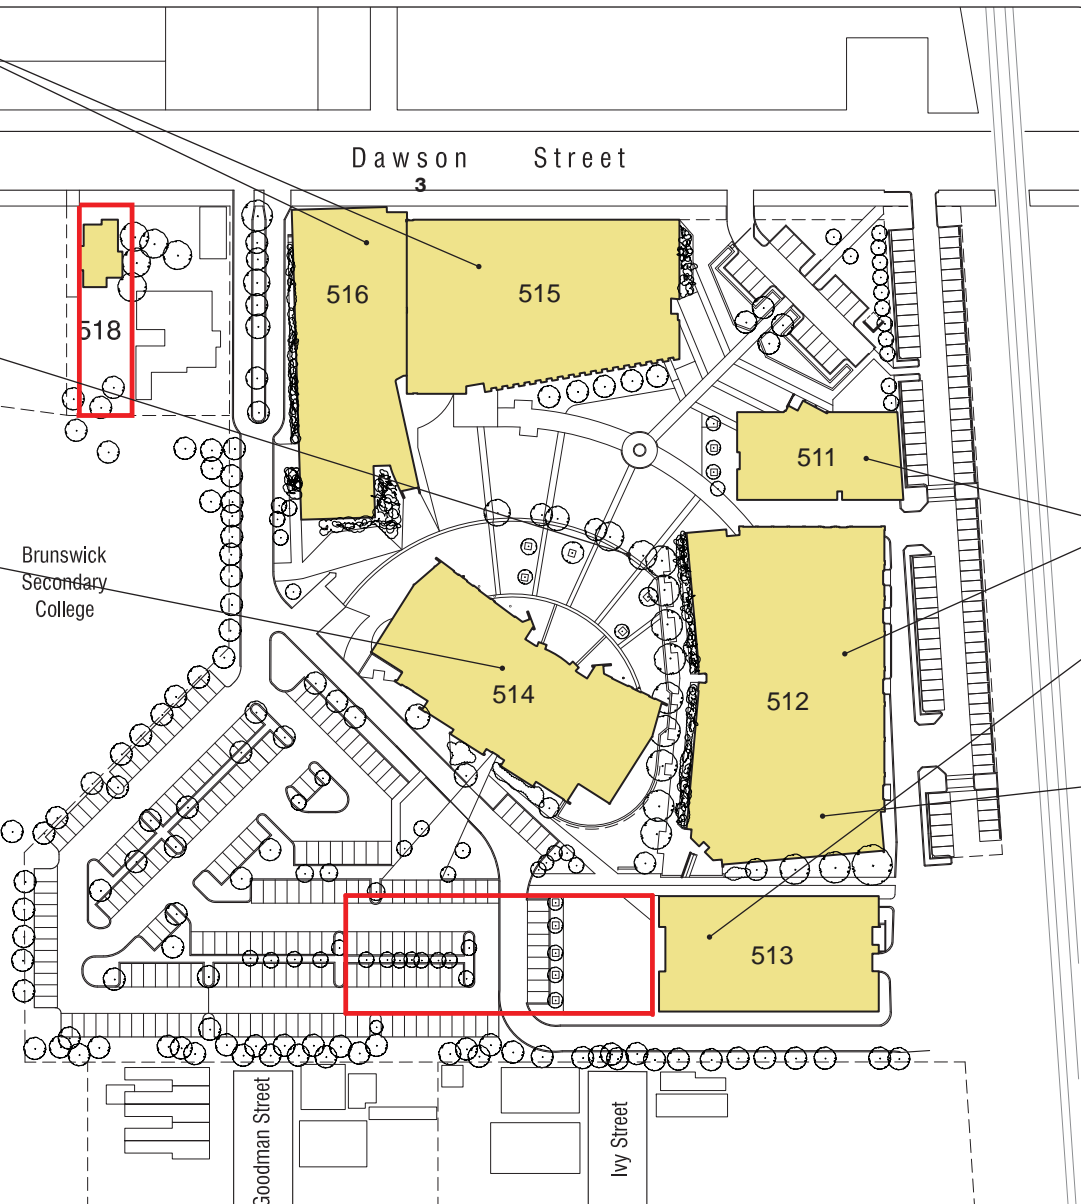 Dawson Street
3
516
515
518
511
Brunswick
Secondary
College
514
512
513
Goodman Street
Ivy Street